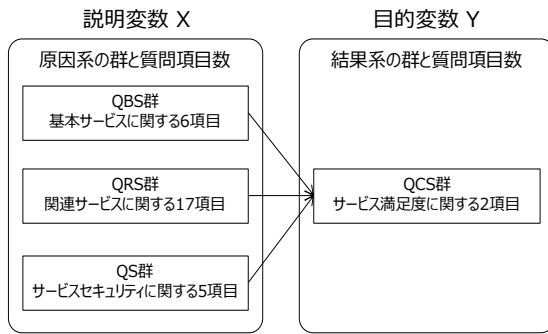 説明変数 X
目的変数 Y
原因系の群と質問項目数
結果系の群と質問項目数
QBS群
基本サービスに関する6項目
QRS群
関連サービスに関する17項目
QCS群
サービス満足度に関する2項目
QS群
サービスセキュリティに関する5項目